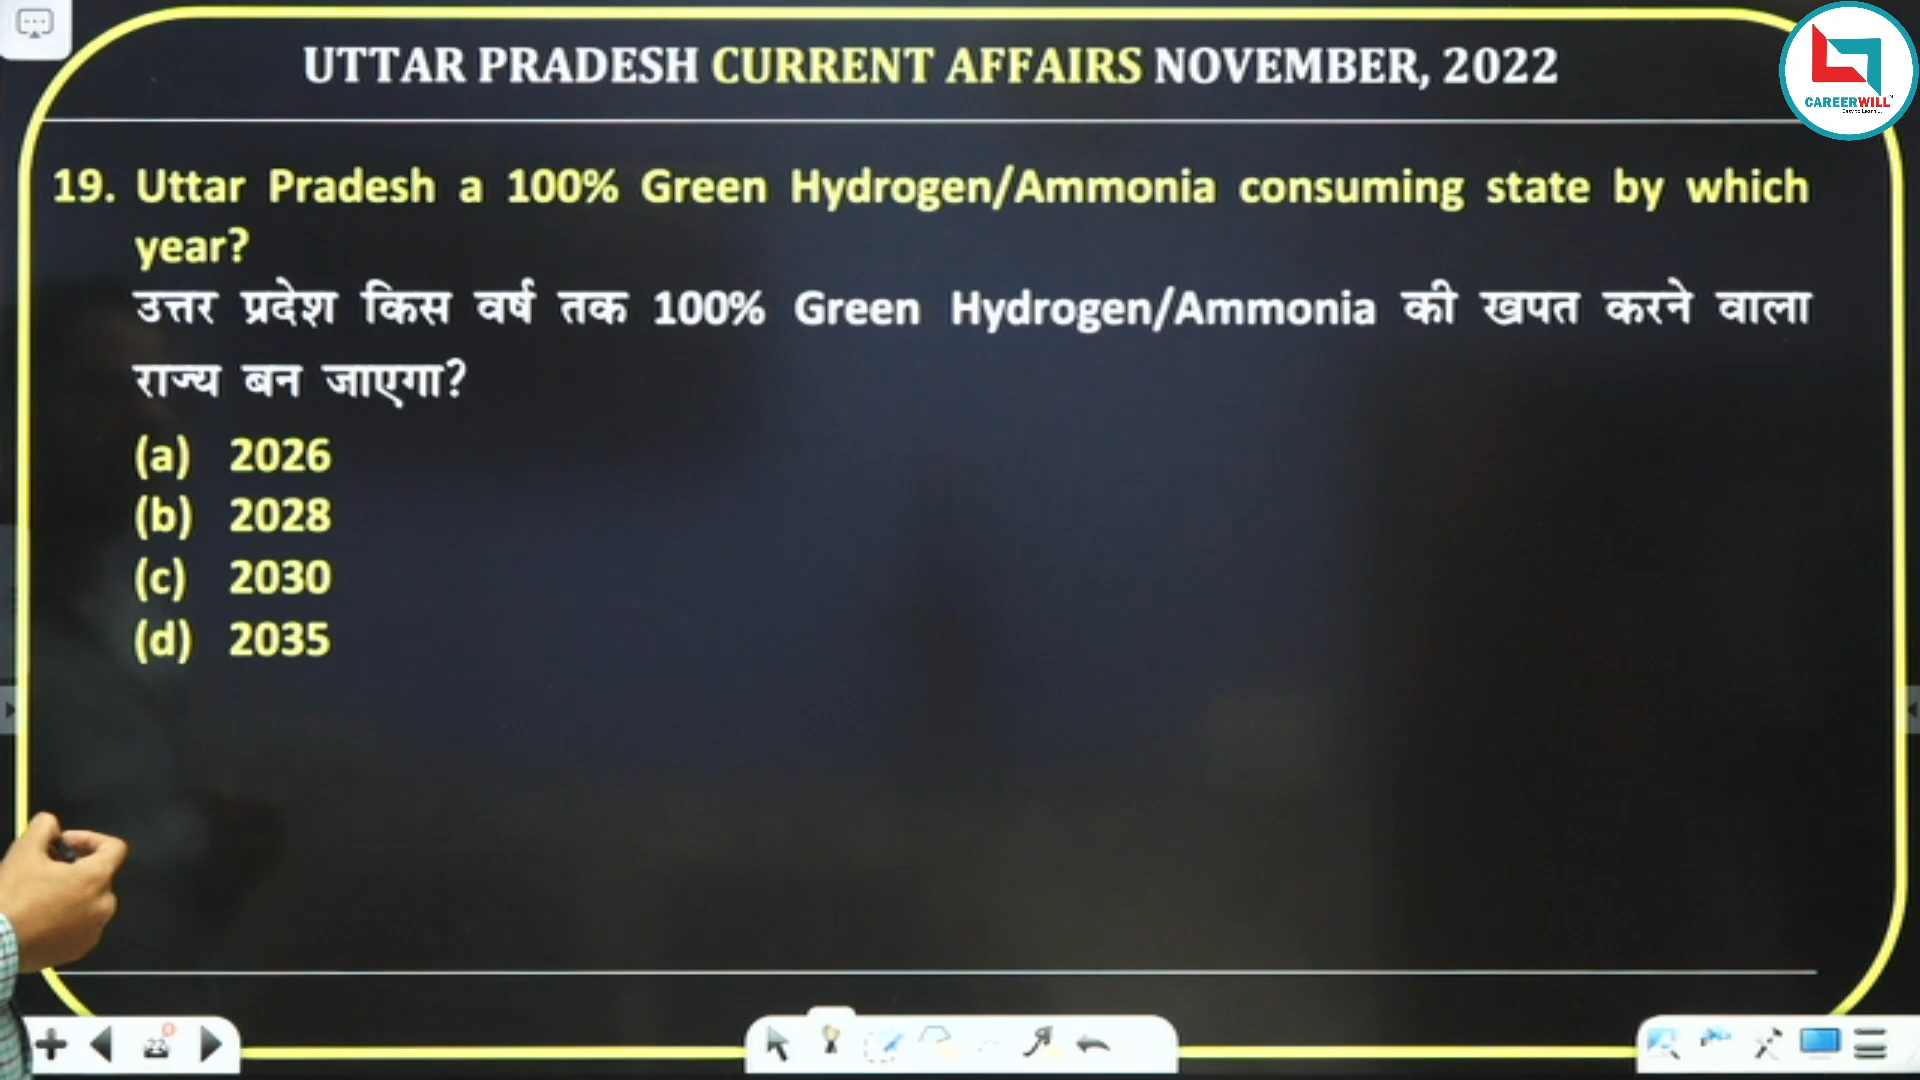 UTTAR PRADESH CURRENT AFFAIRS NOVEMBER, 2022
CAREERWILL
19. Uttar Pradesh a 100% Green Hydrogen/Ammonia consuming state by which
year?
उत्तर प्रदेश किस वर्ष तक 100% Green Hydrogen/Ammonia की खपत करने वाला
राज्य बन जाएगा?
(a) 2026
(b) 2028
(c) 2030
(d) 2035
22